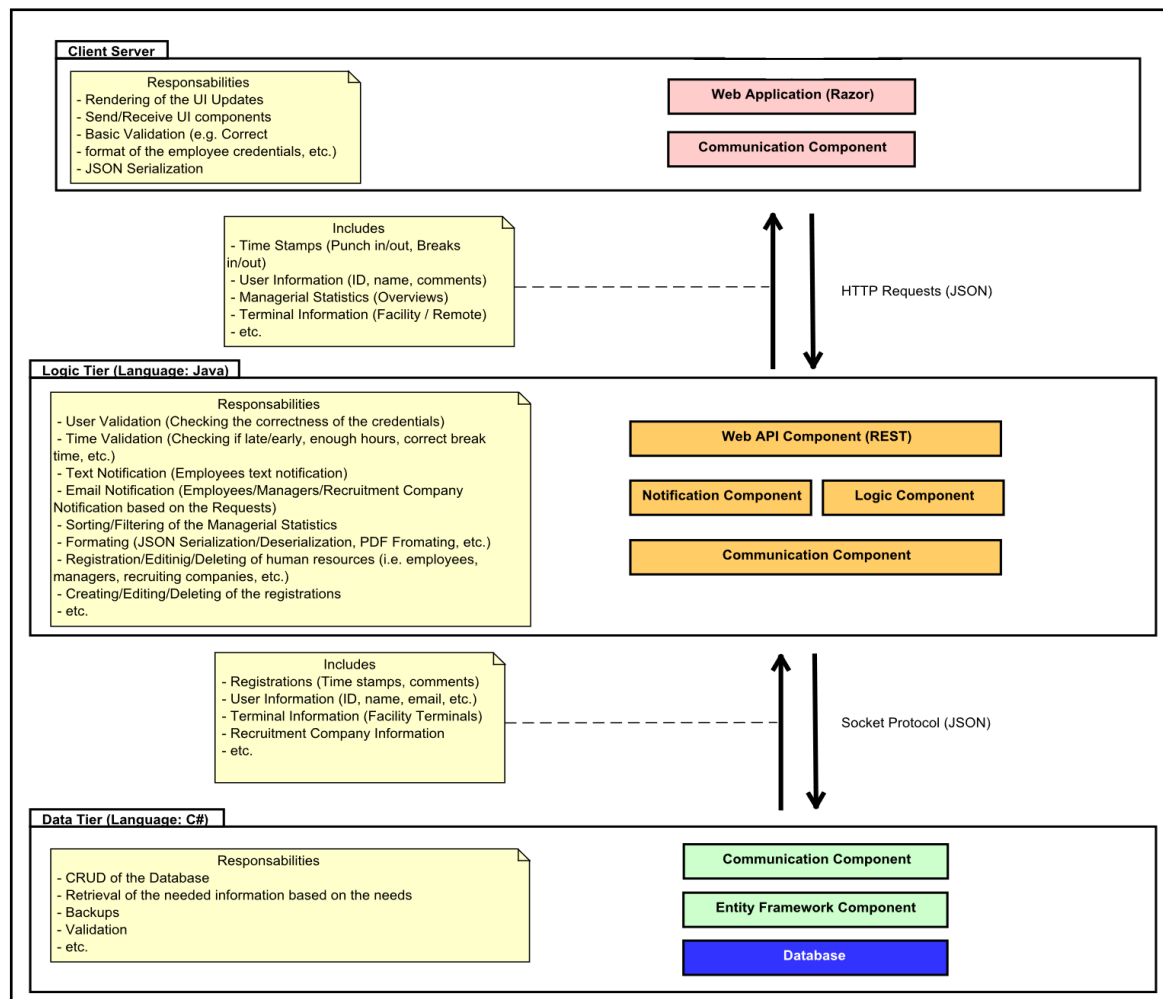 Client Server
Responsabilities
- Rendering of the UI Updates
- Send/Receive UI components
- Basic Validation (e.g. Correct
- format of the employee credentials, etc.)
- JSON Serialization
Web Application (Razor)
Communication Component
Includes
- Time Stamps (Punch in/out, Breaks
in/out)
- User Information (ID, name, comments)
- Managerial Statistics (Overviews)
- Terminal Information (Facility / Remote)
- etc.
HTTP Requests (JSON)
Logic Tier (Language: Java)
Responsabilities
- User Validation (Checking the correctness of the credentials)
- Time Validation (Checking if late/early, enough hours, correct break
time, etc.)
- Text Notification (Employees text notification)
- Email Notification (Employees/Managers/Recruitment Company
Notification based on the Requests)
- Sorting/Filtering of the Managerial Statistics
- Formating (JSON Serialization/Deserialization, PDF Fromating, etc.)
- Registration/Editinig/Deleting of human resources (i.e. employees,
managers, recruiting companies, etc.)
- Creating/Editing/Deleting of the registrations
- etc.
Web API Component (REST)
Notification Component
Logic Component
Communication Component
Includes
- Registrations (Time stamps, comments)
- User Information (ID, name, email, etc.)
- Terminal Information (Facility Terminals)
- Recruitment Company Information
- etc.
Socket Protocol (JSON)
Data Tier (Language: C#)
Responsabilities
- CRUD of the Database
- Retrieval of the needed information based on the needs
- Backups
- Validation
- etc.
Communication Component
Entity Framework Component
Database